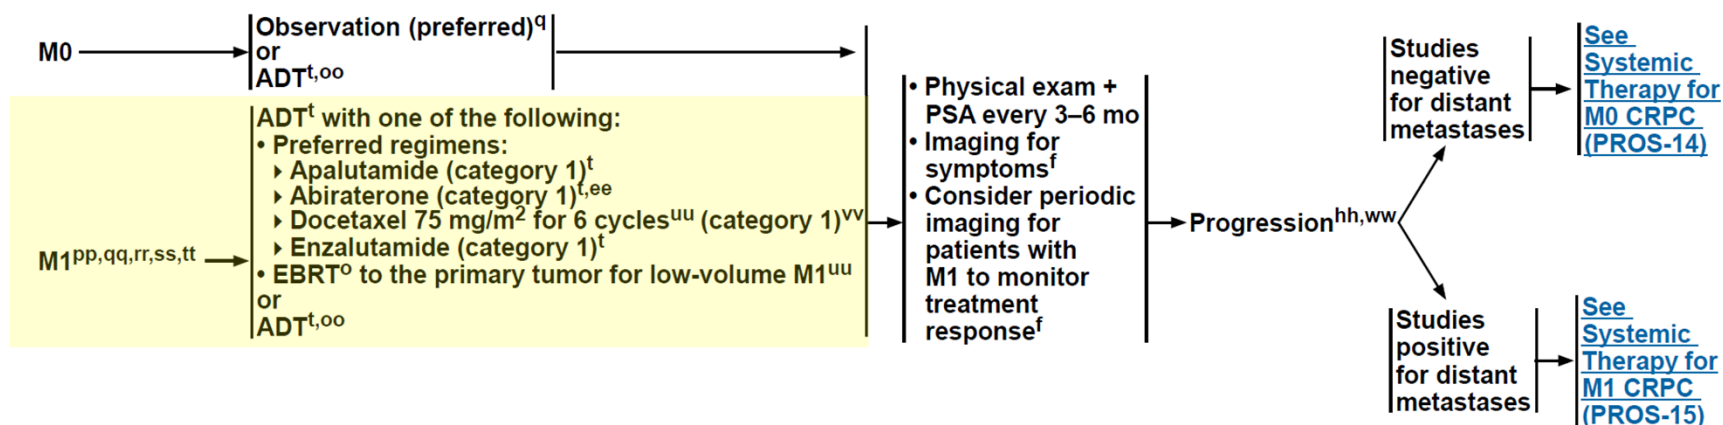 M0
Observation (preferred)q
or
ADTt,oo
M1pp,qq,rr,ss,tt
ADTt with one of the following:
• Preferred regimens:
▸ Apalutamide (category 1)t
▸ Abiraterone (category 1)t,ee
▸ Docetaxel 75 mg/m2 for 6 cyclesuu (category 1)vv
▸ Enzalutamide (category 1)t
• EBRTo to the primary tumor for low-volume M1uu
or
ADTt,oo
• Physical exam +
PSA every 3–6 mo
• Imaging for
symptomsf
• Consider periodic
imaging for
patients with
M1 to monitor
treatment
responsef
Progressionhh,ww
Studies
negative
for distant
metastases
See
Systemic
Therapy for
M0 CRPC
(PROS-14)
Studies
positive
for distant
metastases
See
Systemic
Therapy for
M1 CRPC
(PROS-15)